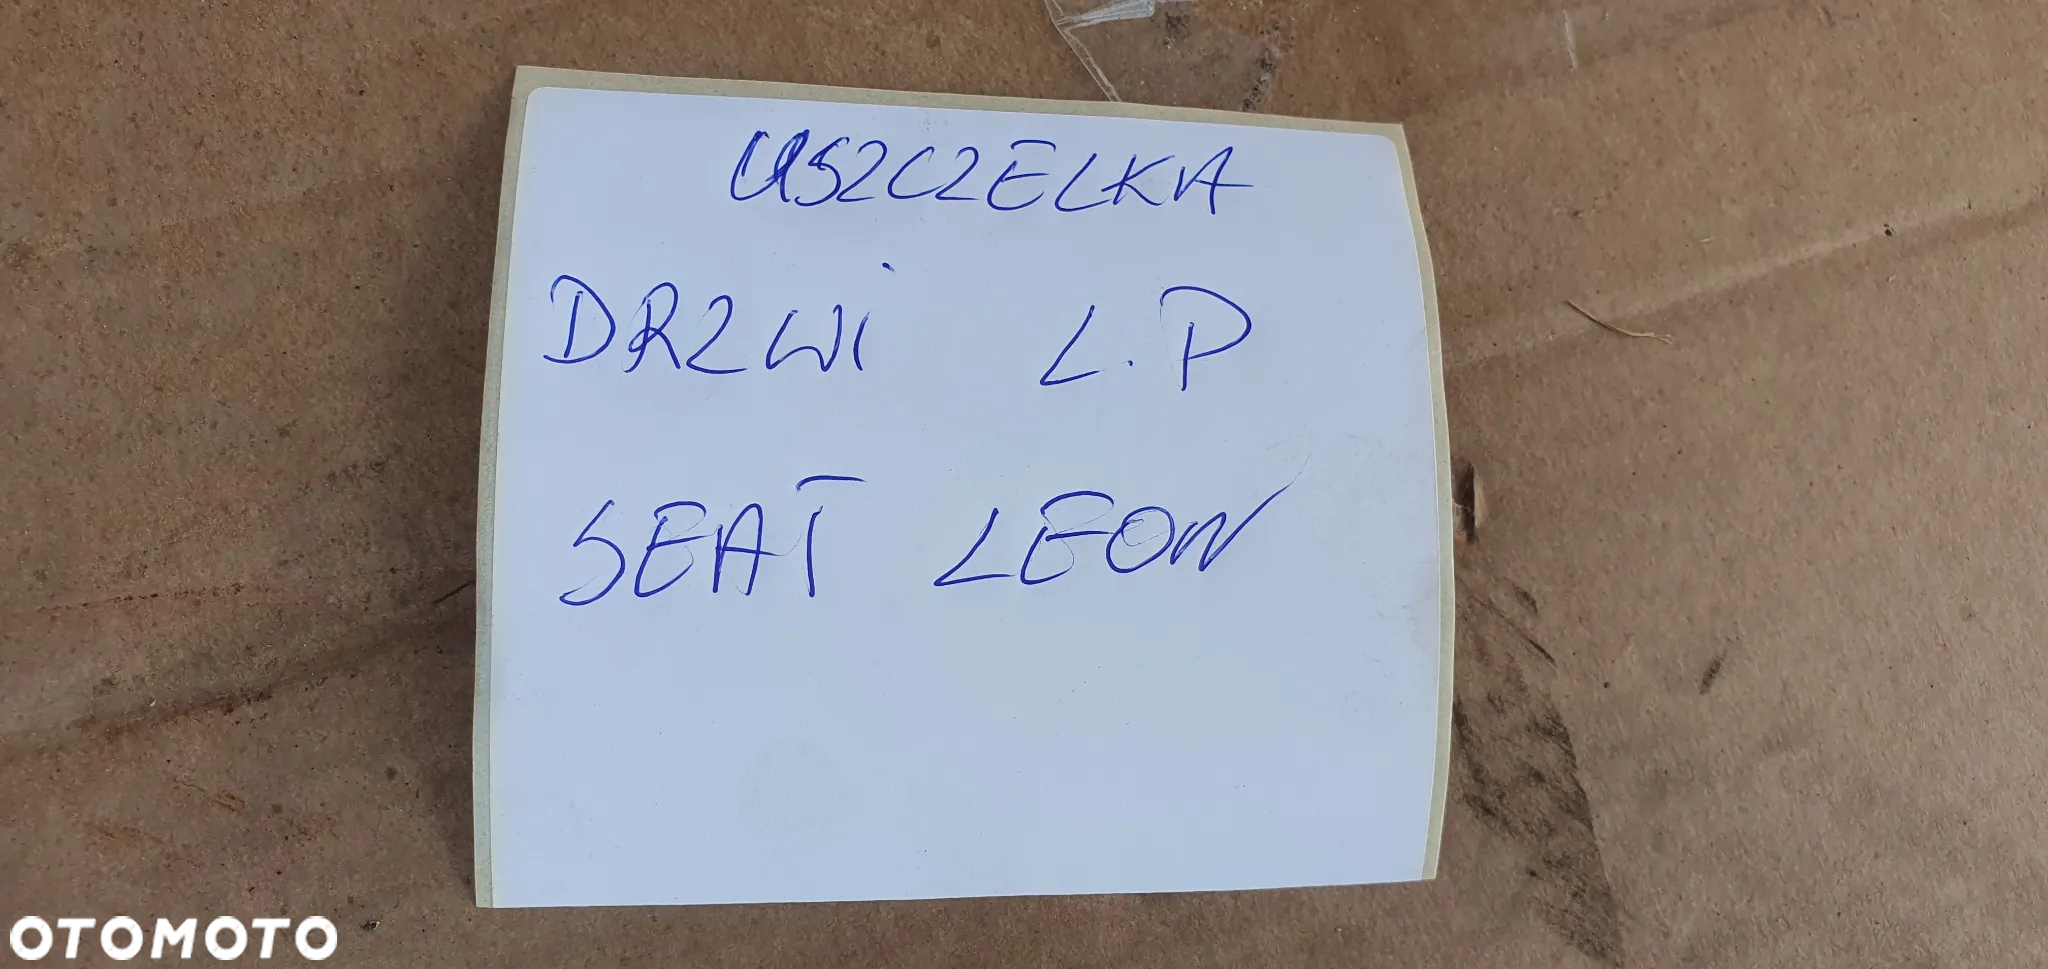 USZCZELKA
DRZWI L.P
SEAT LEON
OTOMOTO